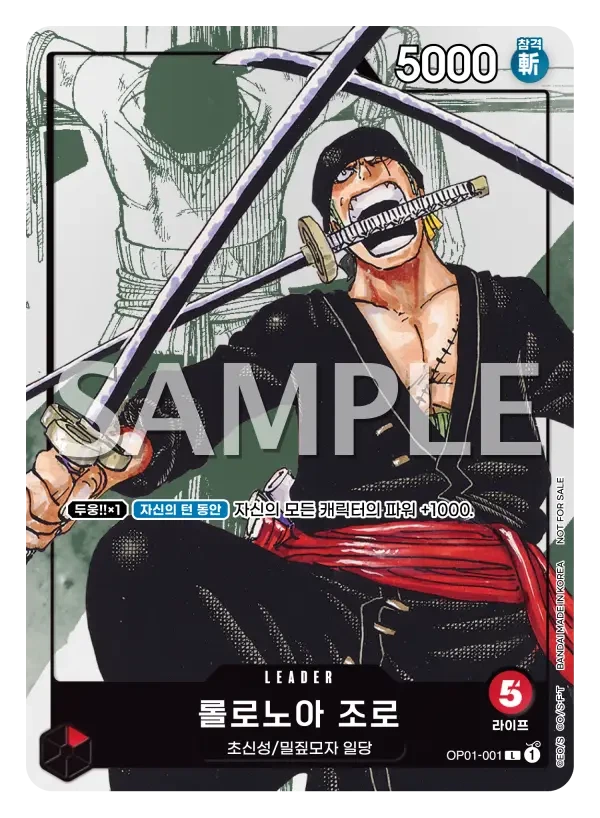 5000
참격
斬
SAMPLE
두웅!!×1 자신의 턴 동안 자신의 모든 캐릭터의 파워 +1000.
LEADER
롤로노아 조로
초신성/밀짚모자 일당
5
라이프
OP01-001 L 1
©EO/S ©O/S·F·T BANDAI MADE IN KOREA NOT FOR SALE